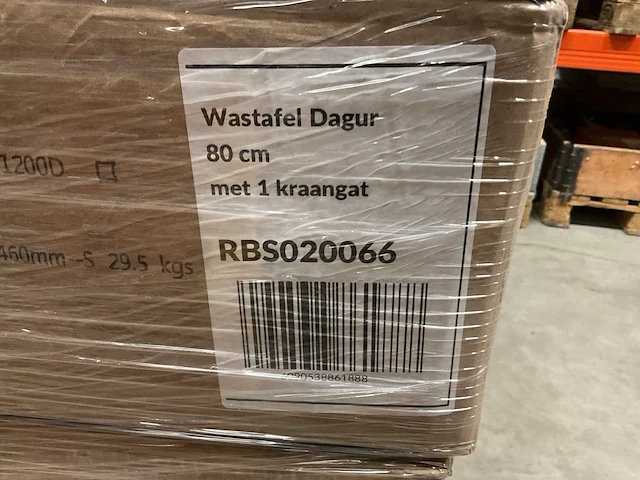 Wastafel Dagur
80 cm
met 1 kraangat
RBS020066
1200D
460mm -S 29.5 kgs